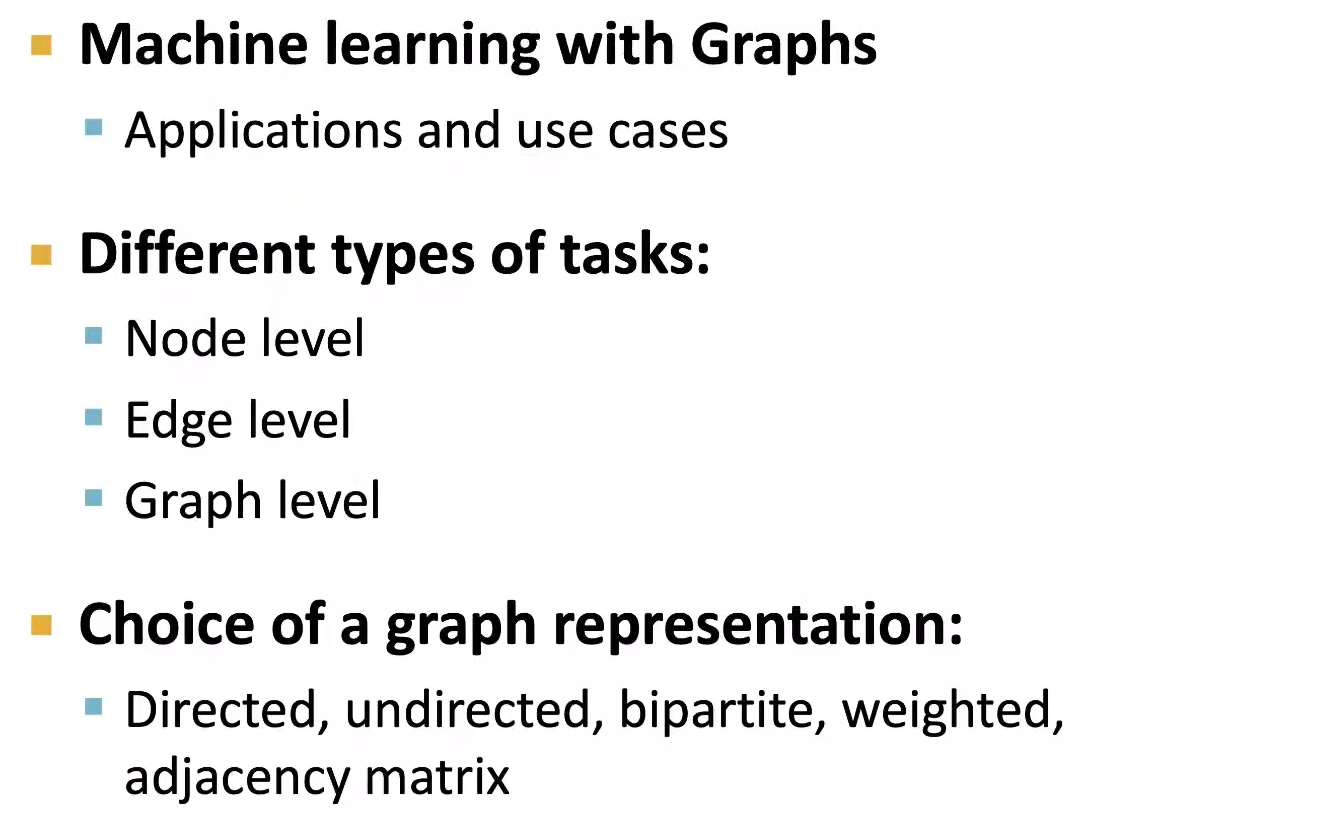 Machine learning with Graphs
Applications and use cases
Different types of tasks:
Node level
Edge level
Graph level
Choice of a graph representation:
Directed, undirected, bipartite, weighted,
adjacency matrix